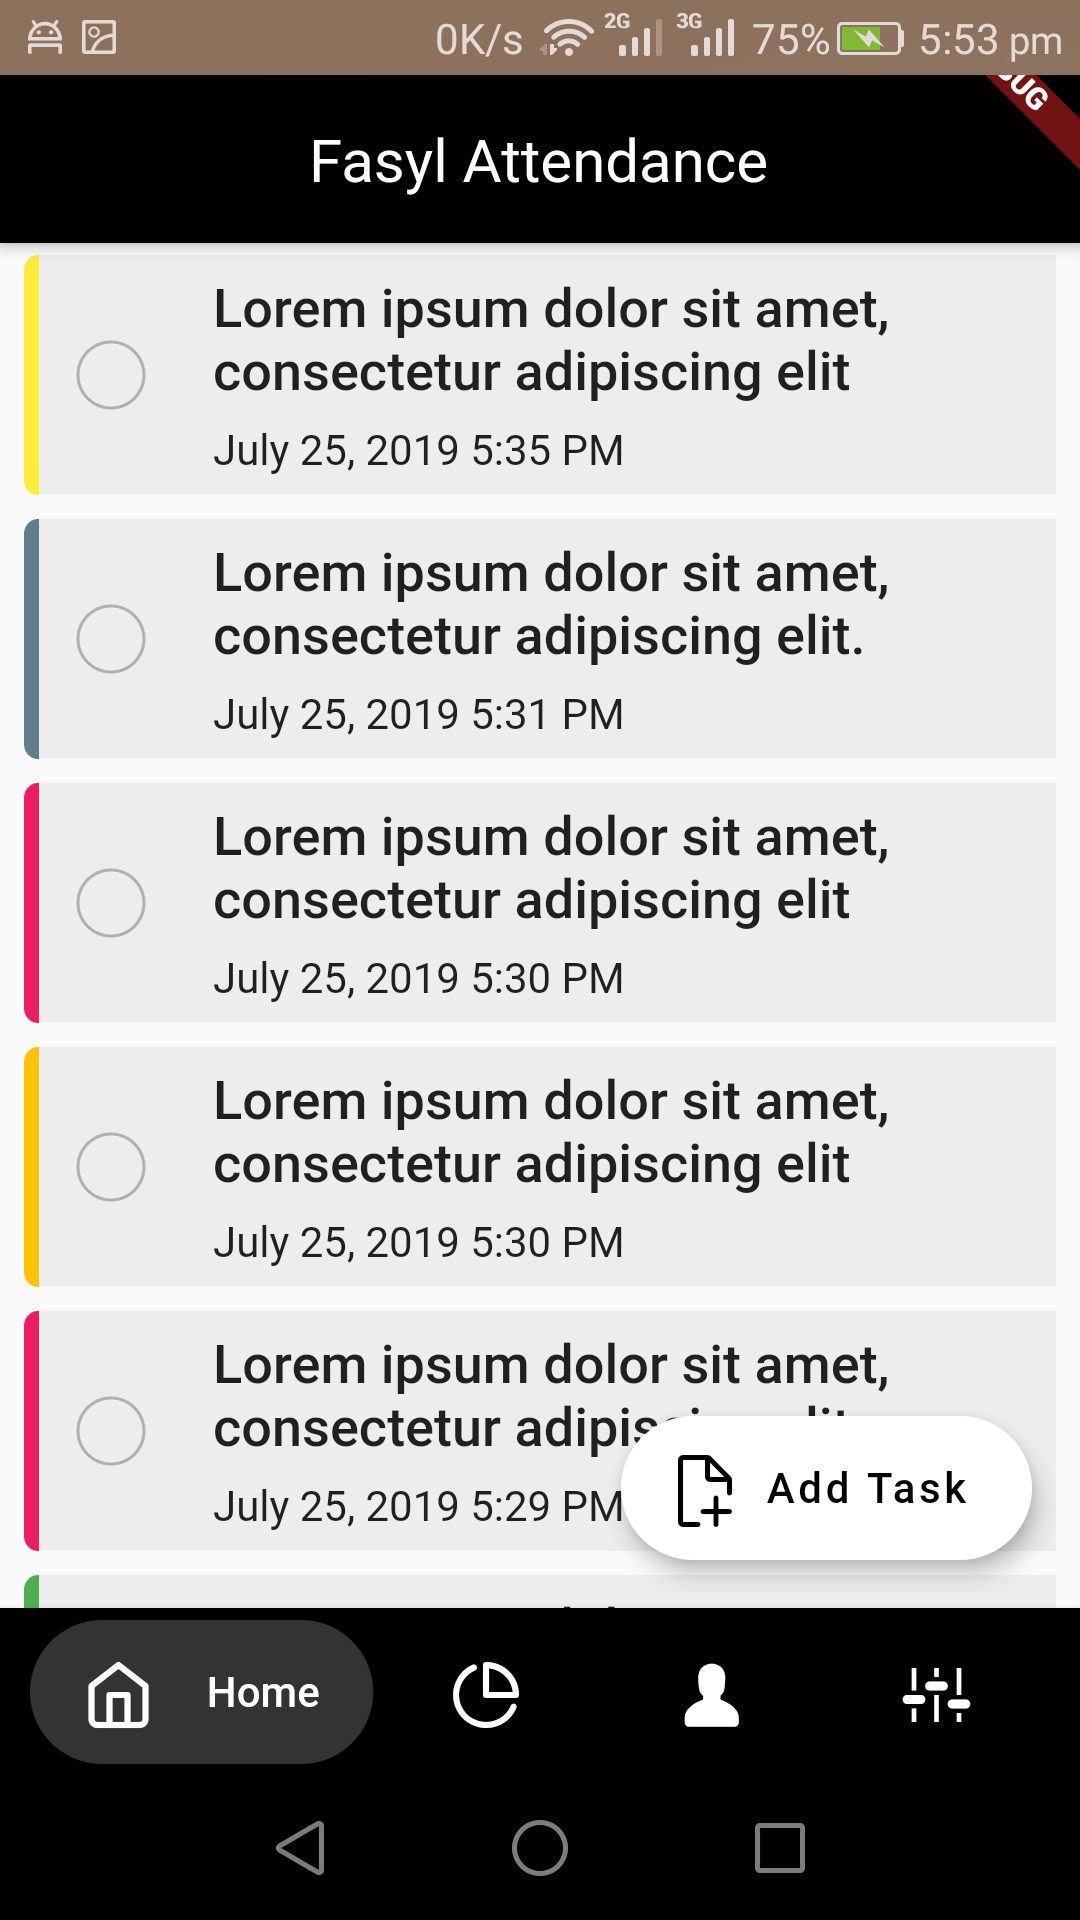 0K/s 2G 3G 75% 5:53 pm
Fasyl Attendance
Lorem ipsum dolor sit amet,
consectetur adipiscing elit
July 25, 2019 5:35 PM
Lorem ipsum dolor sit amet,
consectetur adipiscing elit.
July 25, 2019 5:31 PM
Lorem ipsum dolor sit amet,
consectetur adipiscing elit
July 25, 2019 5:30 PM
Lorem ipsum dolor sit amet,
consectetur adipiscing elit
July 25, 2019 5:30 PM
Lorem ipsum dolor sit amet,
consectetur
July 25, 2019 5:29 PM
Add Task
Home